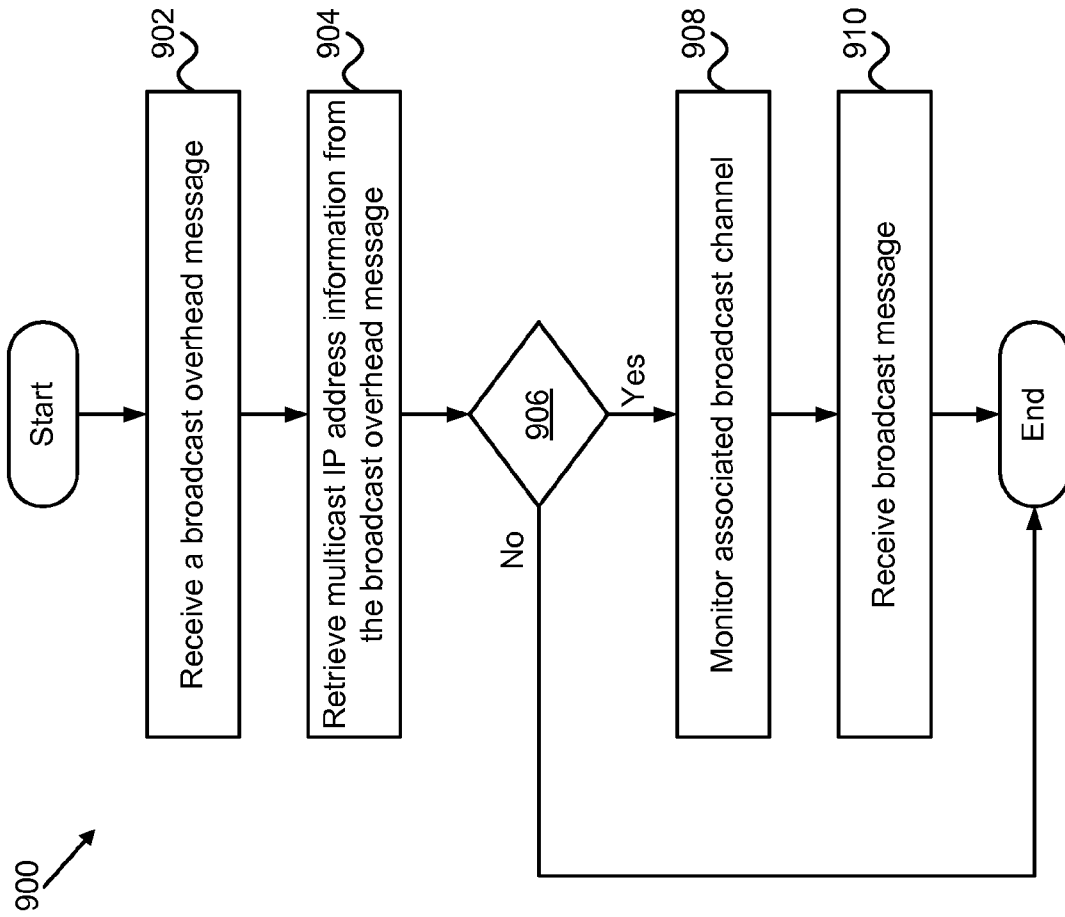 900
Start
Receive a broadcast overhead message
902
Retrieve multicast IP address information from
the broadcast overhead message
904
906
No
Yes
Monitor associated broadcast channel
908
Receive broadcast message
910
End